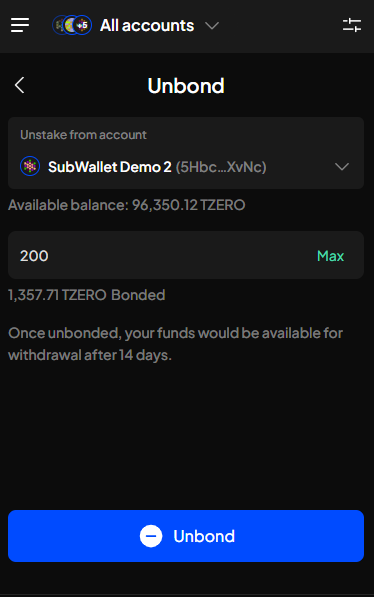 +5 All accounts
Unbond
Unstake from account
SubWallet Demo 2 (5Hbc...XvNc)
Available balance: 96,350.12 TZERO
200 Max
1,357.71 TZERO Bonded
Once unbonded, your funds would be available for
withdrawal after 14 days.
Unbond